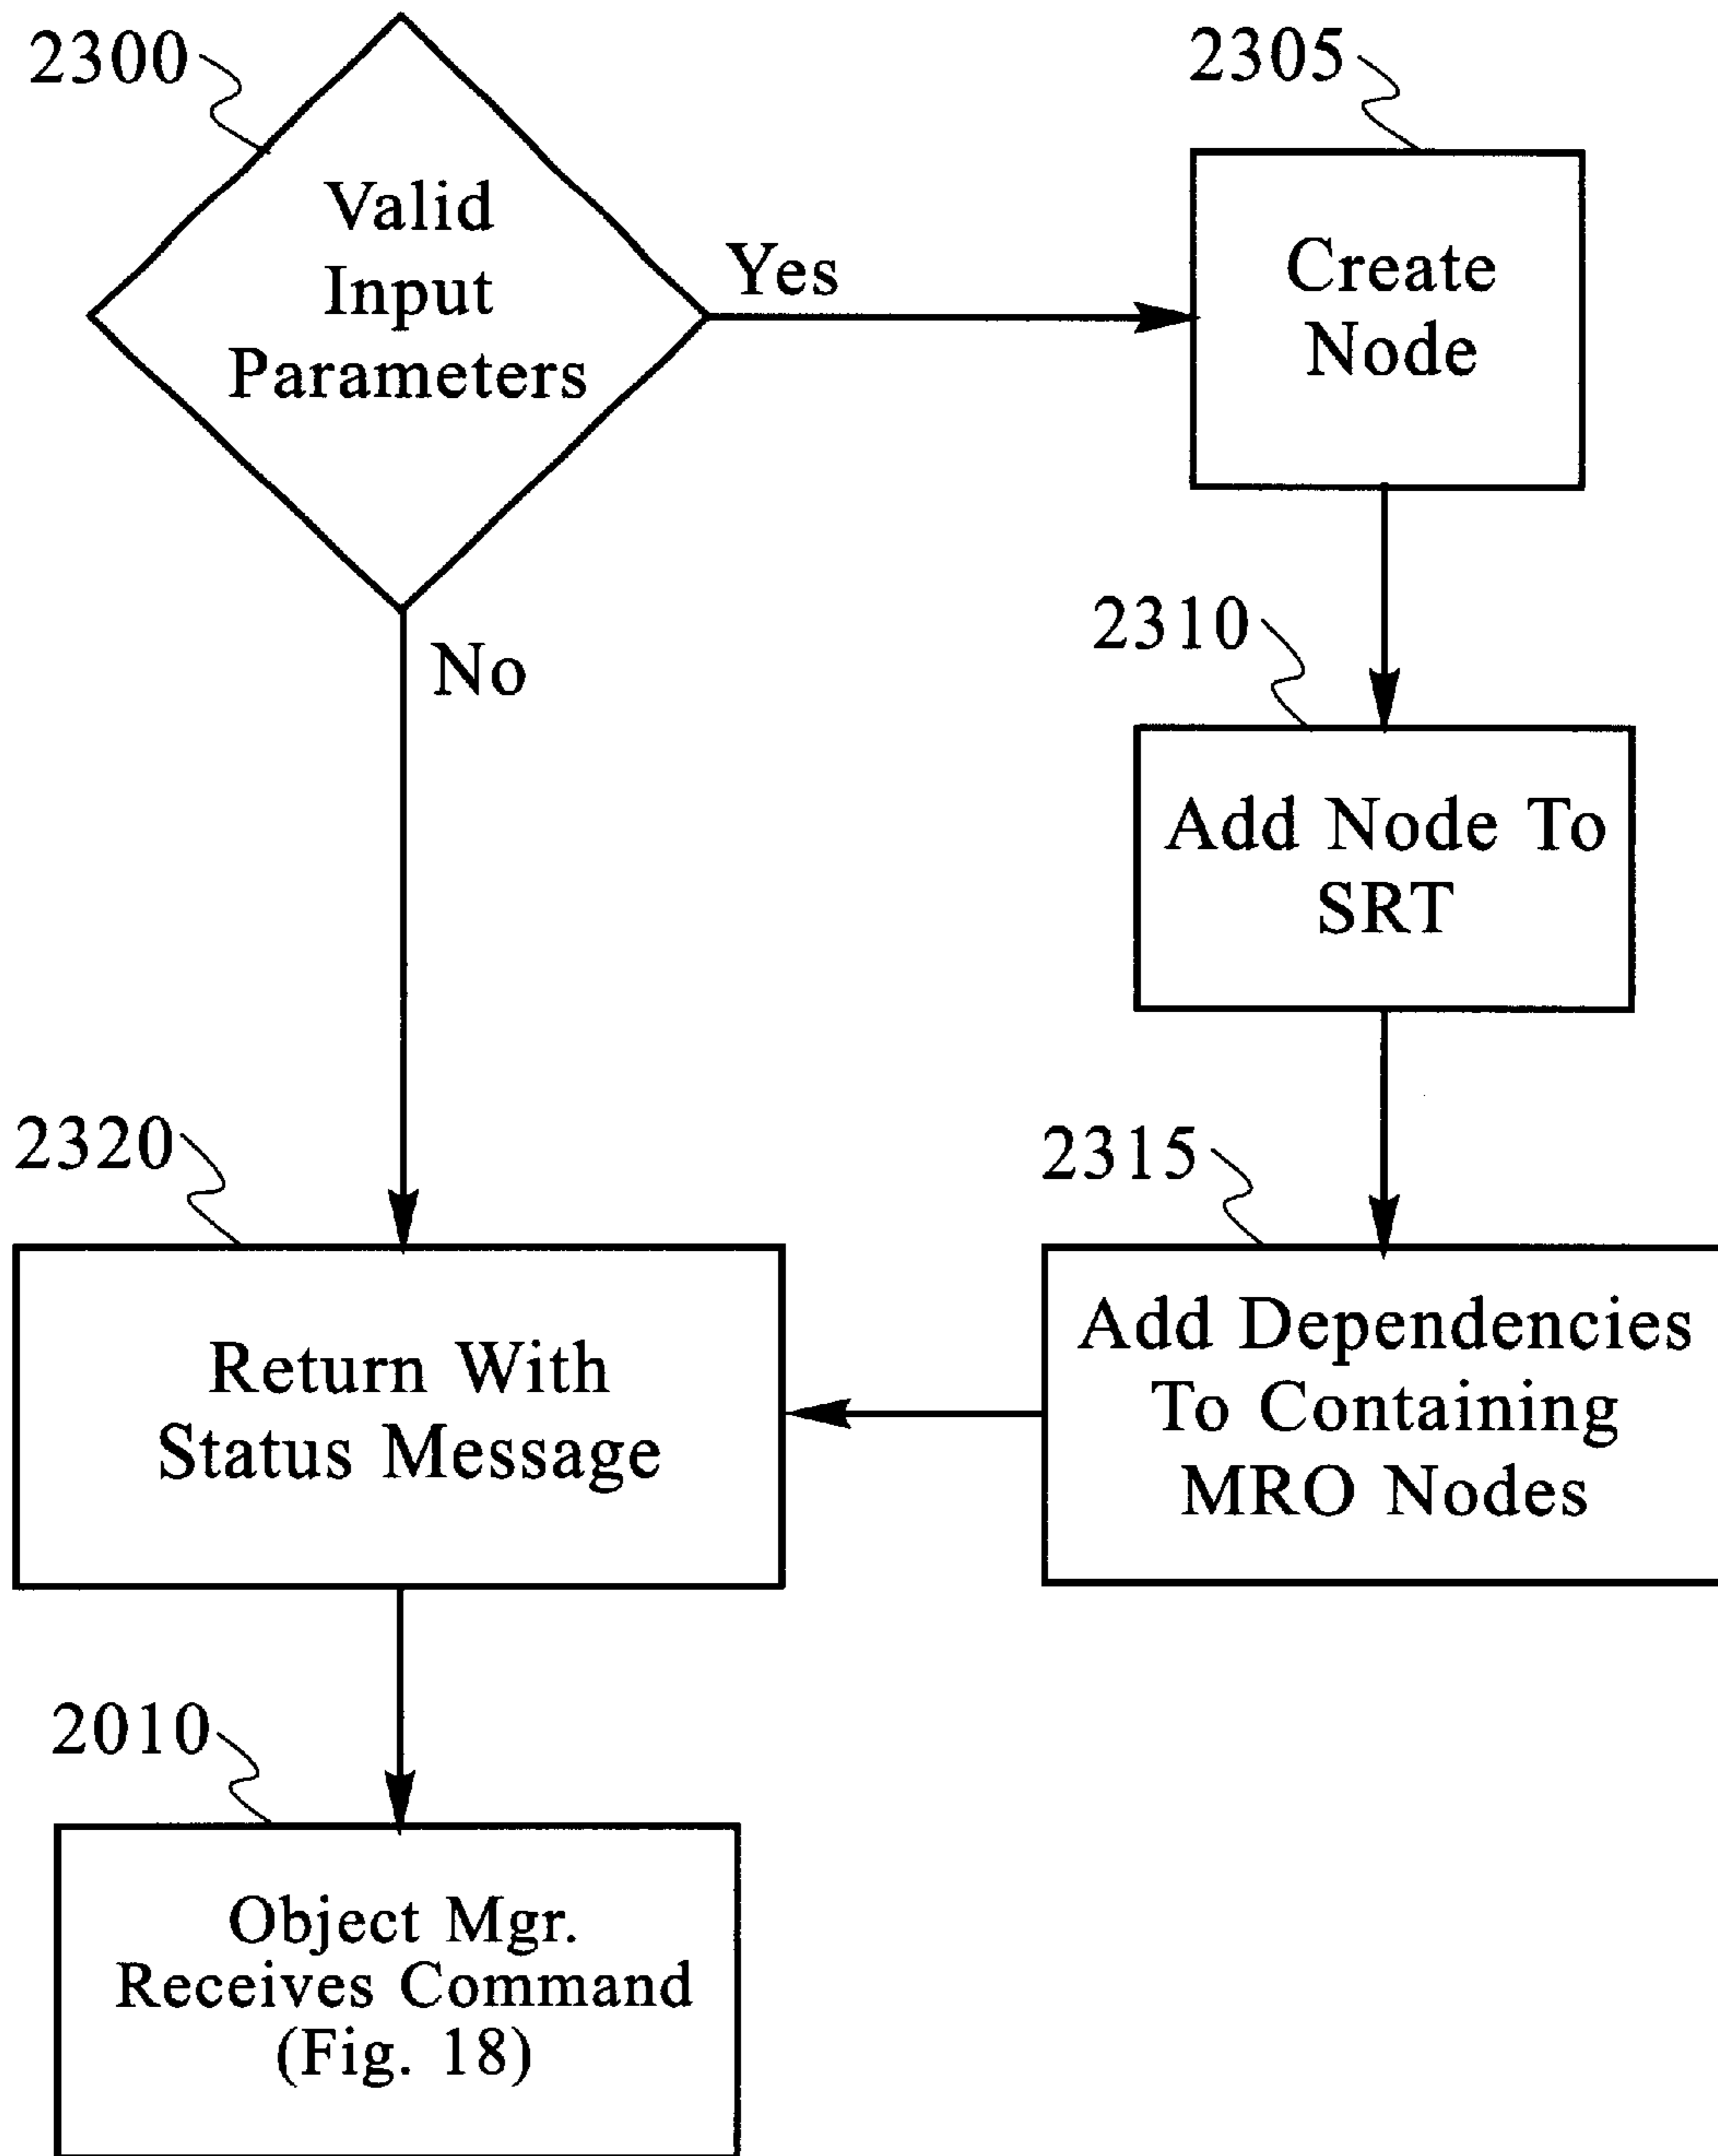 2300
Valid
Input
Parameters
Yes
2305
Create
Node
No
2310
Add Node To
SRT
2320
Return With
Status Message
2315
Add Dependencies
To Containing
MRO Nodes
2010
Object Mgr.
Receives Command
(Fig. 18)